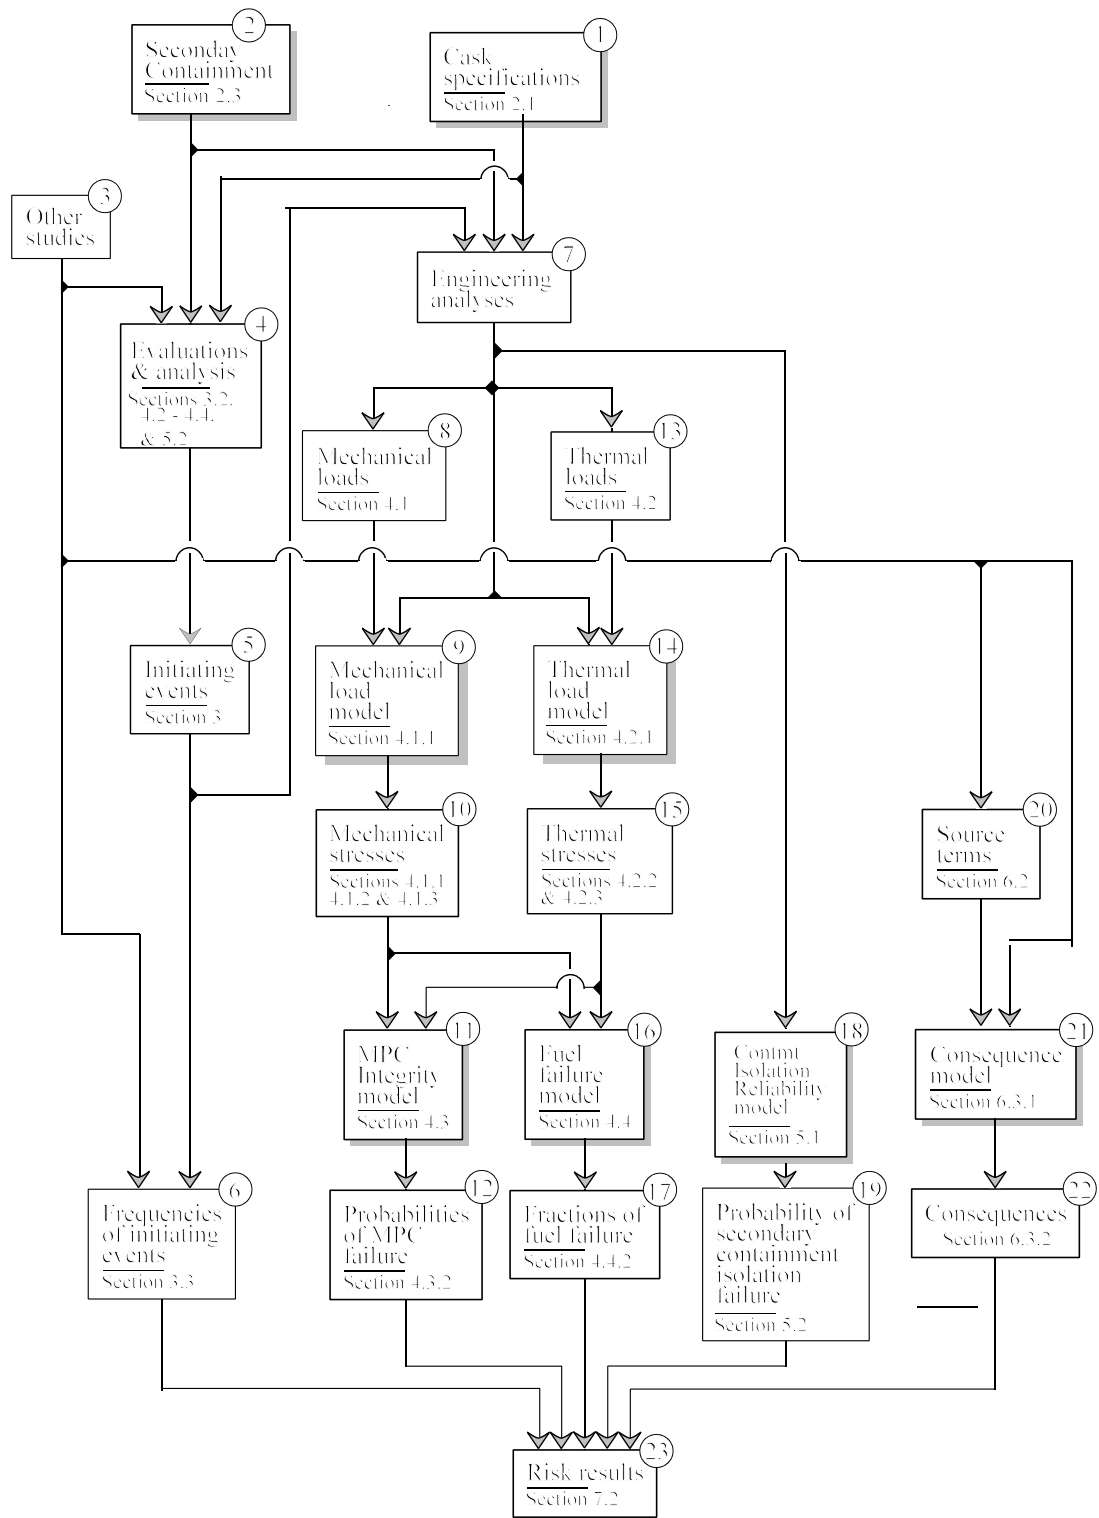 2
Seconday
Containment
Section 2.3
1
Cask
specifications
Section 2.1
3
Other
studies
4
Evaluations
& analysis
Sections 3.2,
4.2 - 4.4,
& 5.2
7
Engineering
analyses
8
Mechanical
loads
Section 4.1
13
Thermal
loads
Section 4.2
5
Initiating
events
Section 3
9
Mechanical
load
model
Section 4.1.1
14
Thermal
load
model
Section 4.2.1
10
Mechanical
stresses
Sections 4.1.1
4.1.2 & 4.1.3
15
Thermal
stresses
Sections 4.2.2
& 4.2.3
20
Source
terms
Section 6.2
11
MPC
Integrity
model
Section 4.3
16
Fuel
failure
model
Section 4.4
18
Contmt
Isolation
Reliability
model
Section 5.1
21
Consequence
model
Section 6.3.1
6
Frequencies
of initiating
events
Section 3.3
12
Probabilities
of MPC
failure
Section 4.3.2
17
Fractions of
fuel failure
Section 4.4.2
19
Probability of
secondary
containment
isolation
failure
Section 5.2
22
Consequences
Section 6.3.2
23
Risk results
Section 7.2